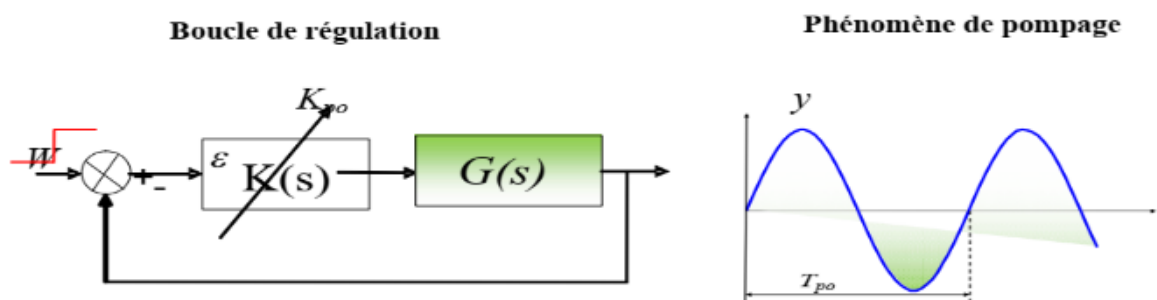 Boucle de régulation
Phénomène de pompage
K_po
W
+
-
ε
K(s)
G(s)
y
T_po